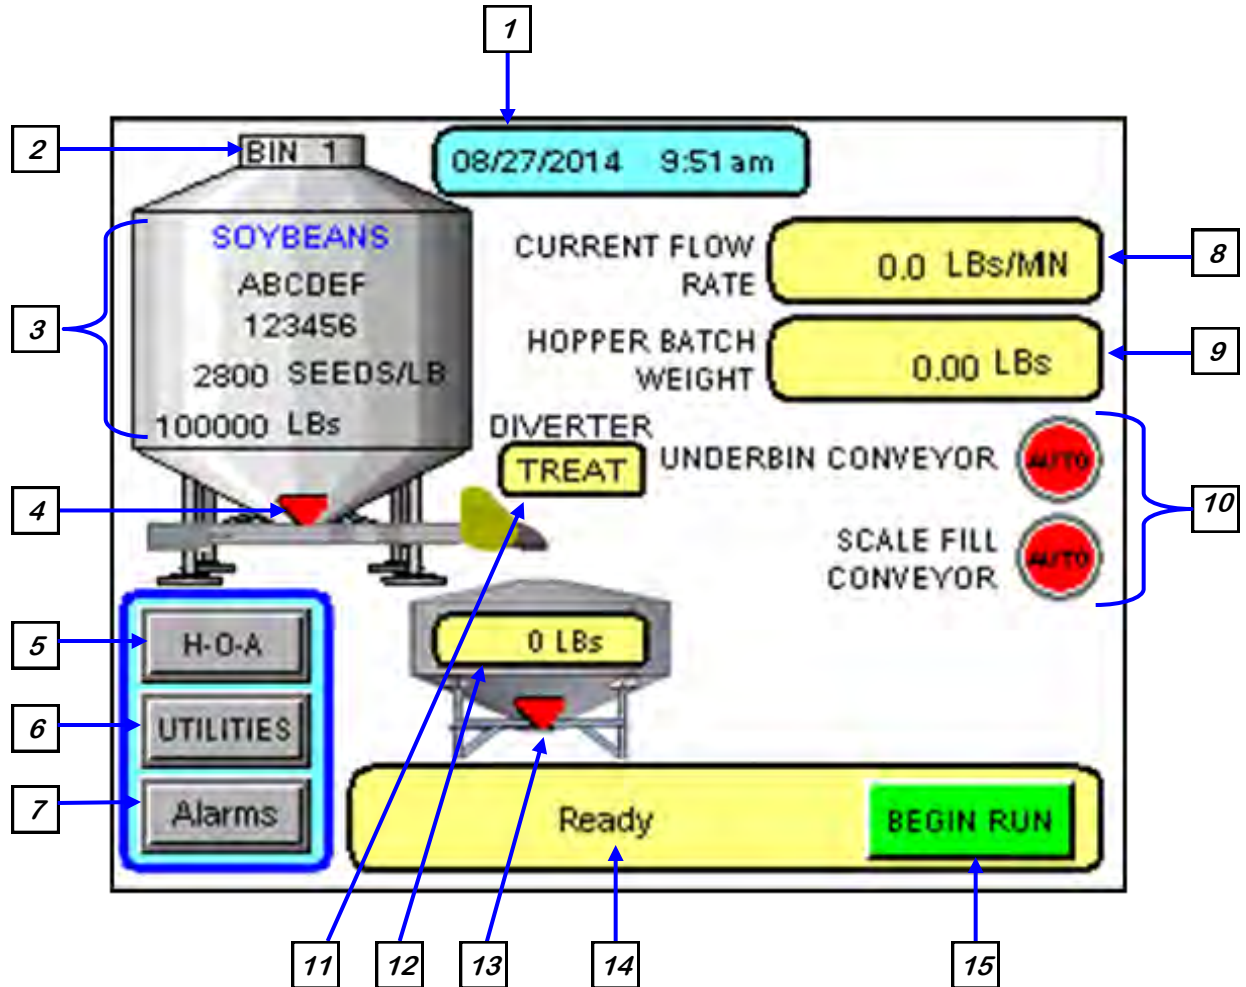 1
2
BIN 1
08/27/2014 9:51 am
3
SOYBEANS
ABCDEF
123456
2800 SEEDS/LB
100000 LBs
CURRENT FLOW
RATE
0.0 LBs/MN
8
HOPPER BATCH
WEIGHT
0.00 LBs
9
DIVERTER
TREAT
UNDERBIN CONVEYOR
AUTO
10
SCALE FILL
CONVEYOR
AUTO
4
5
H-O-A
0 LBs
6
UTILITIES
7
Alarms
Ready
BEGIN RUN
11
12
13
14
15